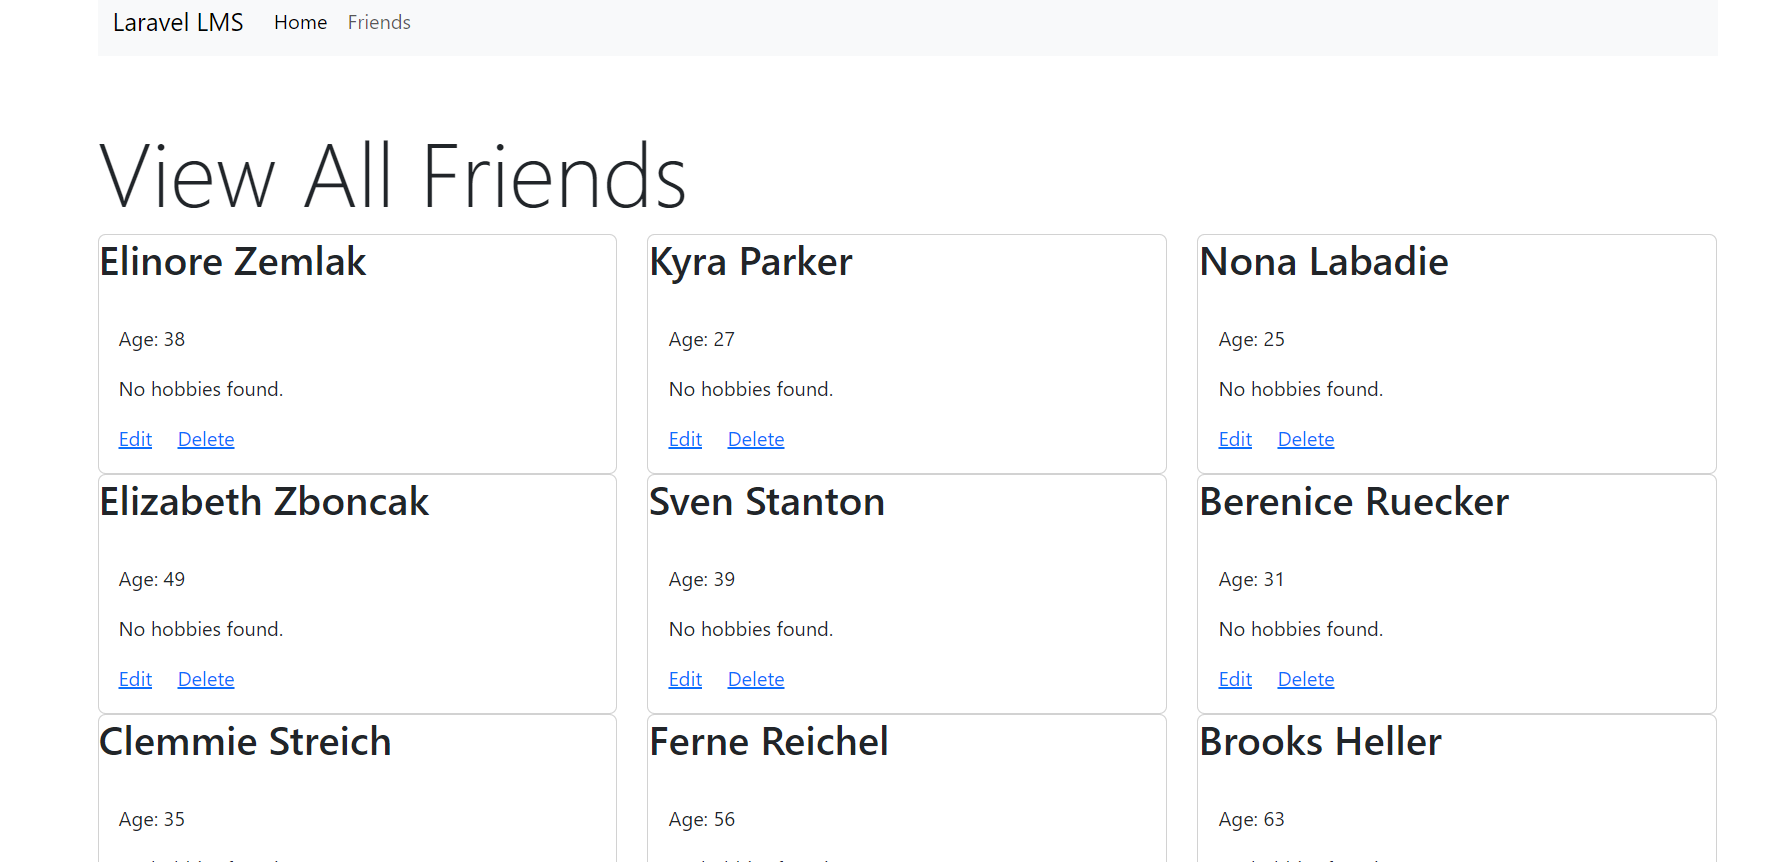 Laravel LMS Home Friends
View All Friends
Elinore Zemlak
Age: 38
No hobbies found.
Edit Delete
Kyra Parker
Age: 27
No hobbies found.
Edit Delete
Nona Labadie
Age: 25
No hobbies found.
Edit Delete
Elizabeth Zboncak
Age: 49
No hobbies found.
Edit Delete
Sven Stanton
Age: 39
No hobbies found.
Edit Delete
Berenice Ruecker
Age: 31
No hobbies found.
Edit Delete
Clemmie Streich
Age: 35
Ferne Reichel
Age: 56
Brooks Heller
Age: 63